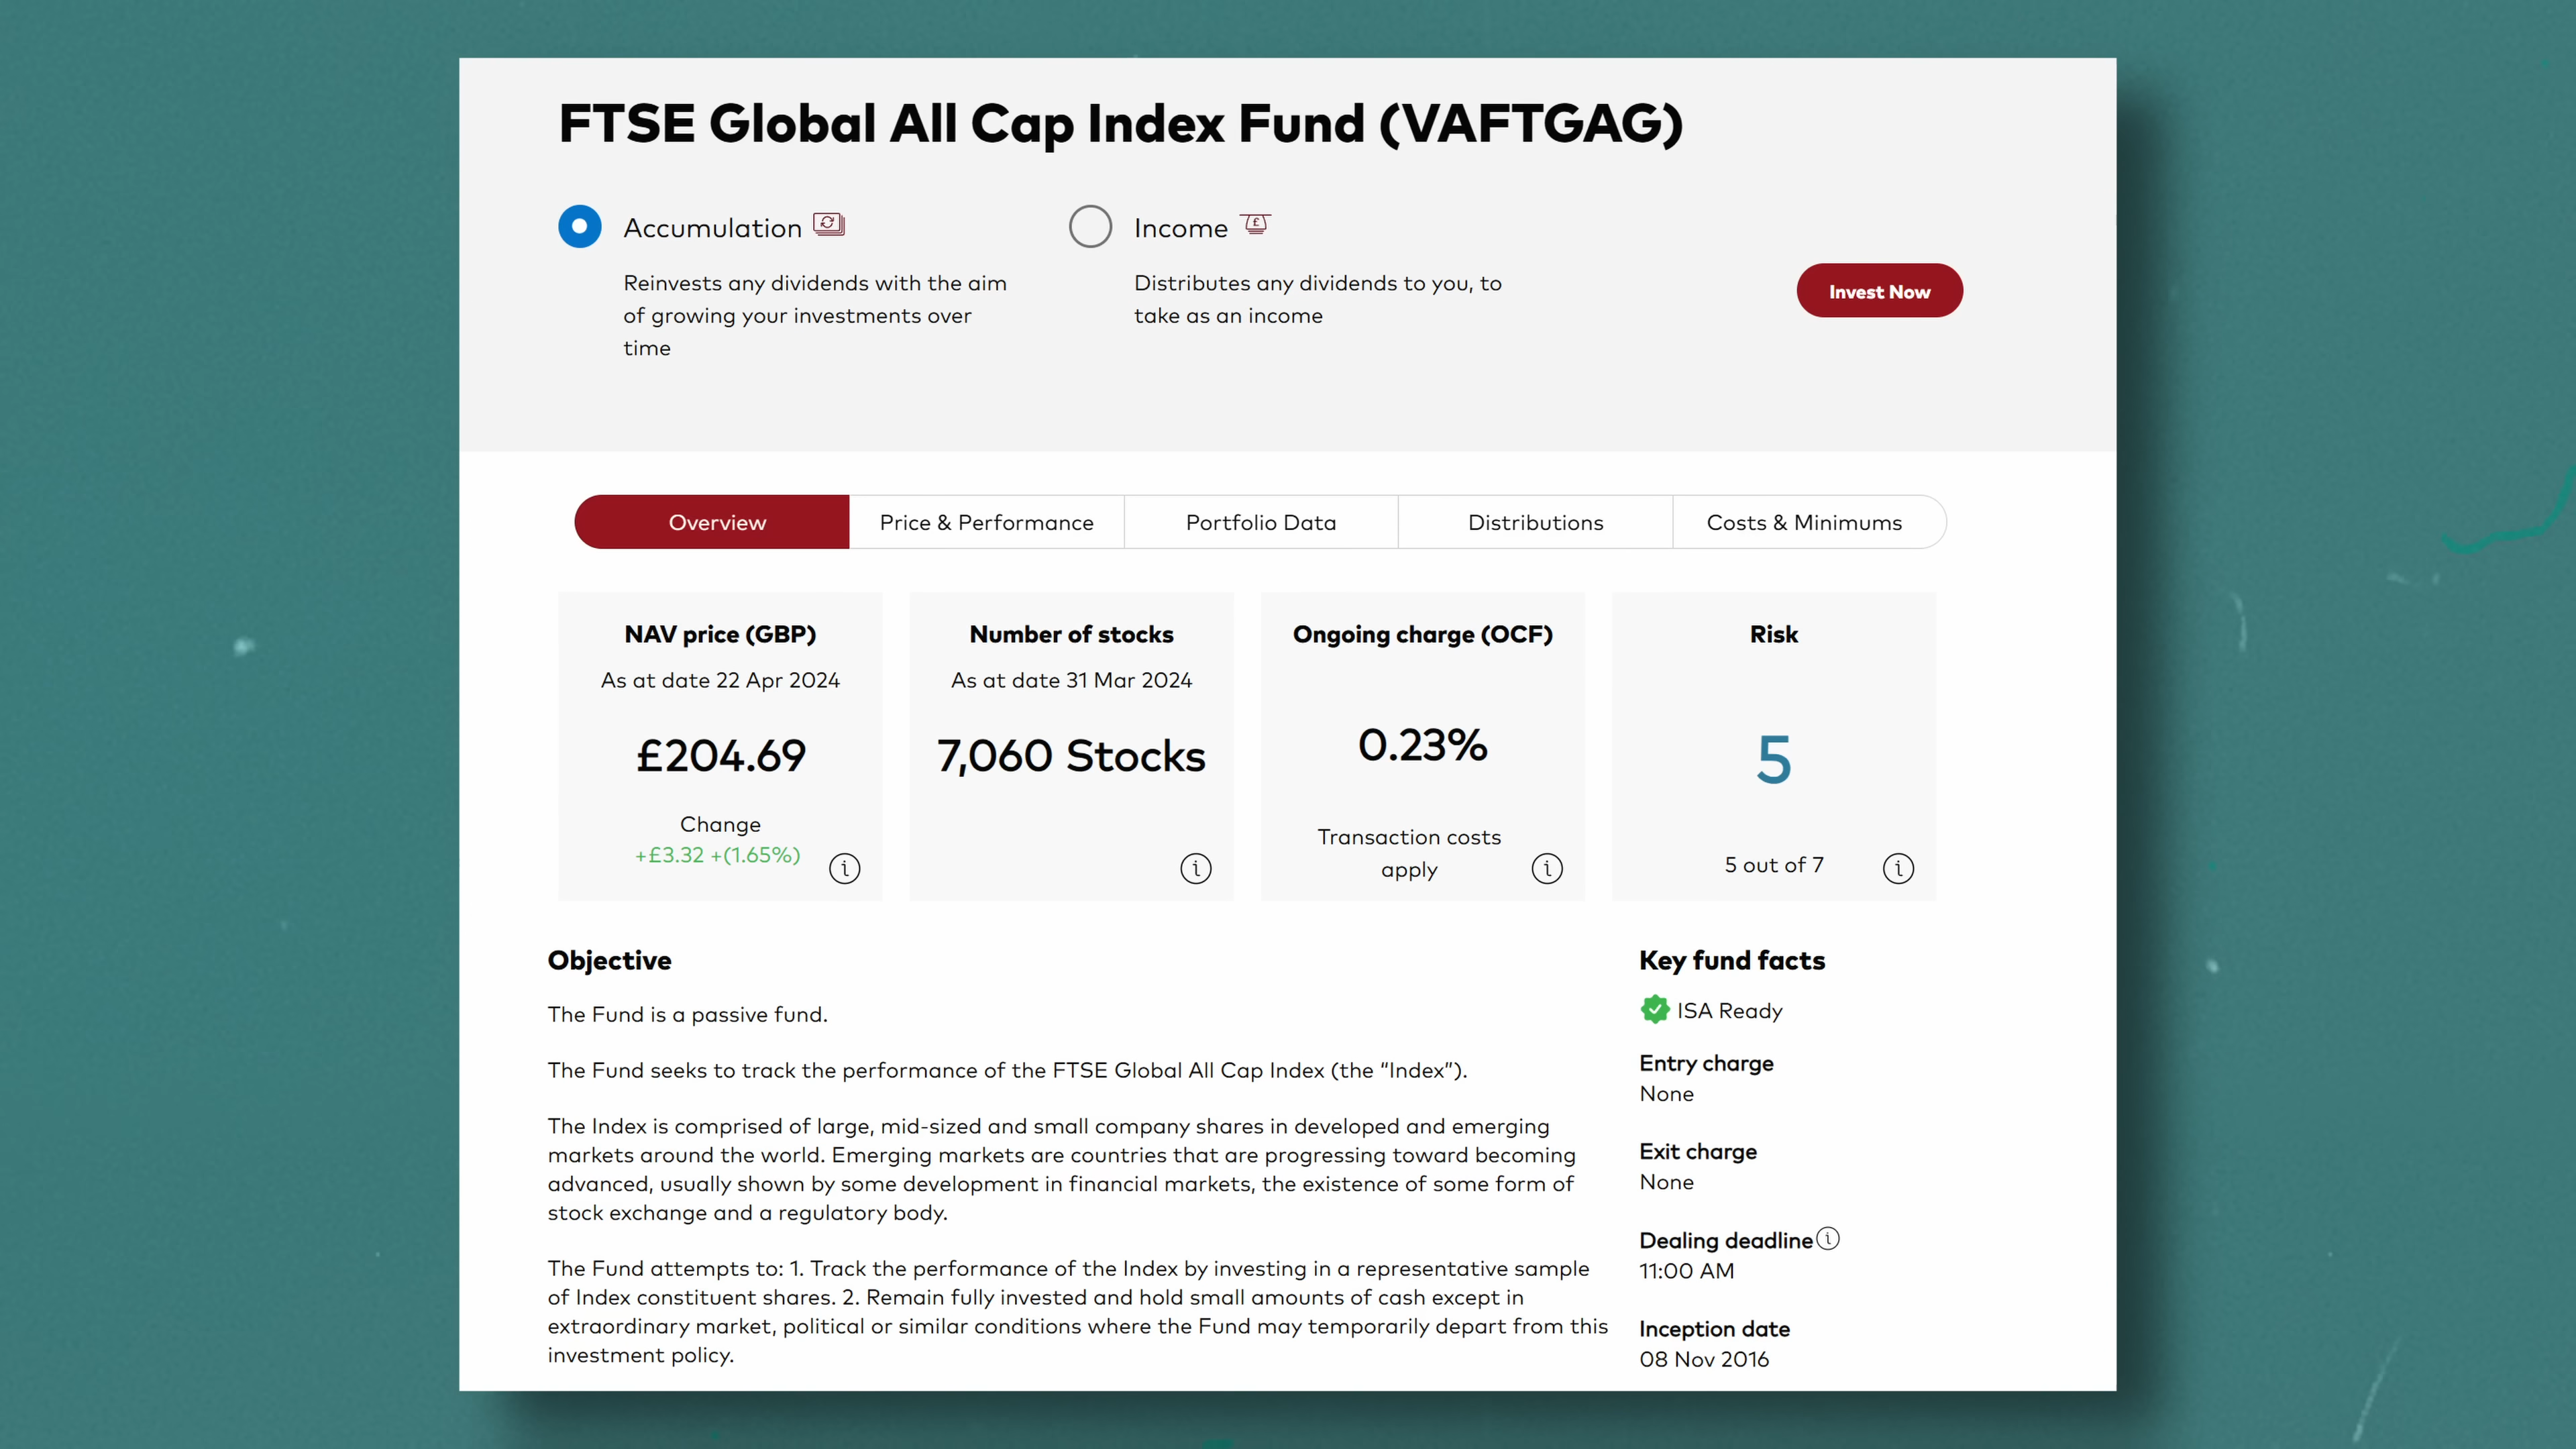 FTSE Global All Cap Index Fund (VAFTGAG)
Accumulation
Reinvests any dividends with the aim
of growing your investments over
time
Income
£
Distributes any dividends to you, to
take as an income
Invest Now
Overview
Price & Performance
Portfolio Data
Distributions
Costs & Minimums
NAV price (GBP)
As at date 22 Apr 2024
£204.69
Change
+£3.32 +(1.65%)
i
Number of stocks
As at date 31 Mar 2024
7,060 Stocks
i
Ongoing charge (OCF)
0.23%
Transaction costs
apply
i
Risk
5
5 out of 7
i
Objective
The Fund is a passive fund.
The Fund seeks to track the performance of the FTSE Global All Cap Index (the “Index”).
The Index is comprised of large, mid-sized and small company shares in developed and emerging
markets around the world. Emerging markets are countries that are progressing toward becoming
advanced, usually shown by some development in financial markets, the existence of some form of
stock exchange and a regulatory body.
The Fund attempts to: 1. Track the performance of the Index by investing in a representative sample
of Index constituent shares. 2. Remain fully invested and hold small amounts of cash except in
extraordinary market, political or similar conditions where the Fund may temporarily depart from this
investment policy.
Key fund facts
ISA Ready
Entry charge
None
Exit charge
None
Dealing deadline i
11:00 AM
Inception date
08 Nov 2016